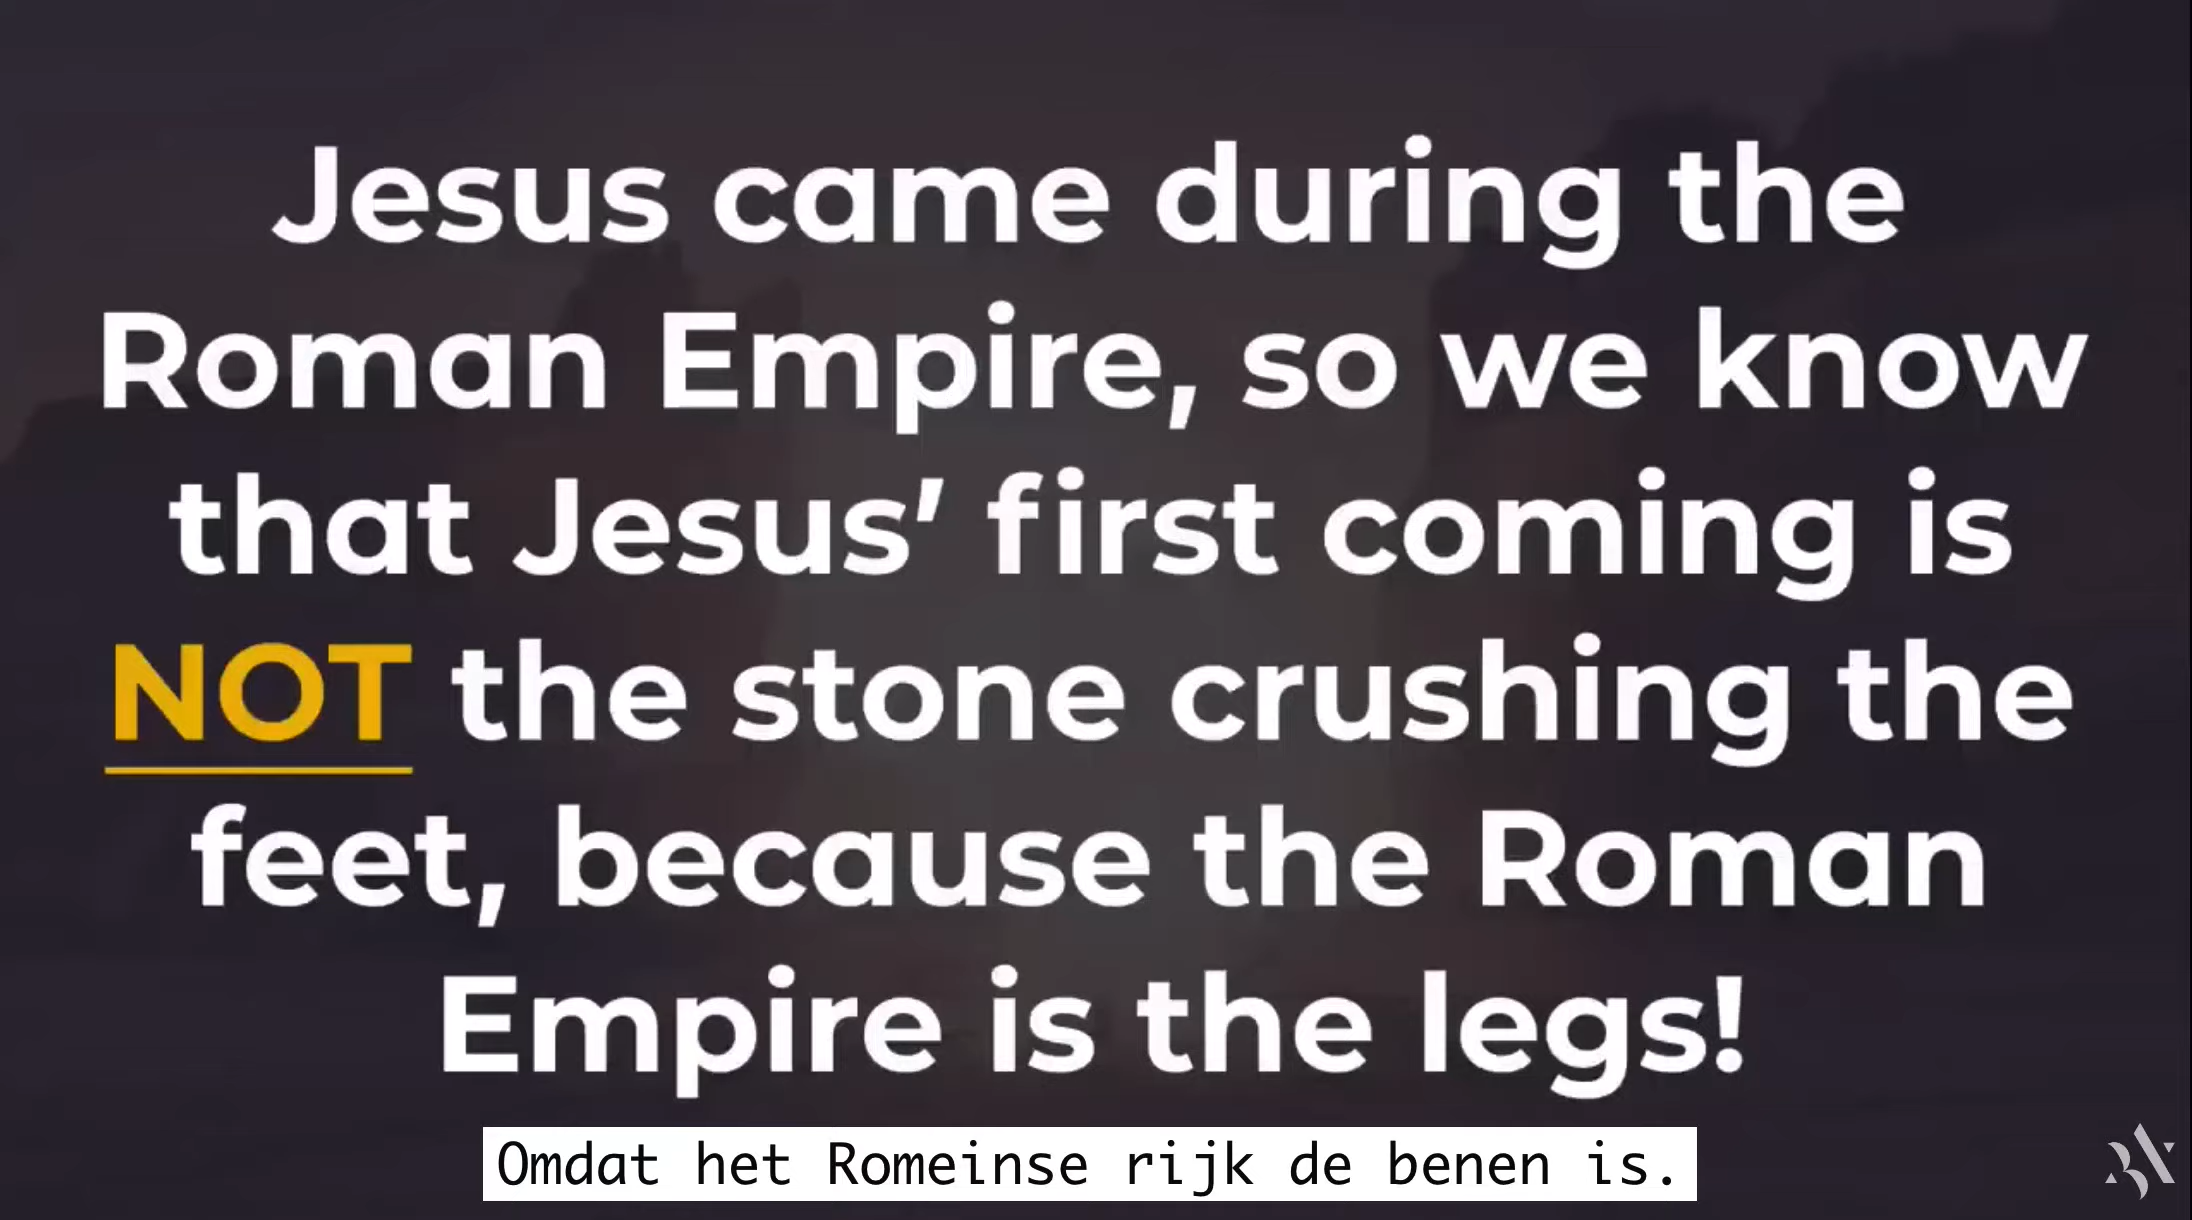 Jesus came during the
Roman Empire, so we know
that Jesus’ first coming is
NOT the stone crushing the
feet, because the Roman
Empire is the legs!
Omdat het Romeinse rijk de benen is.